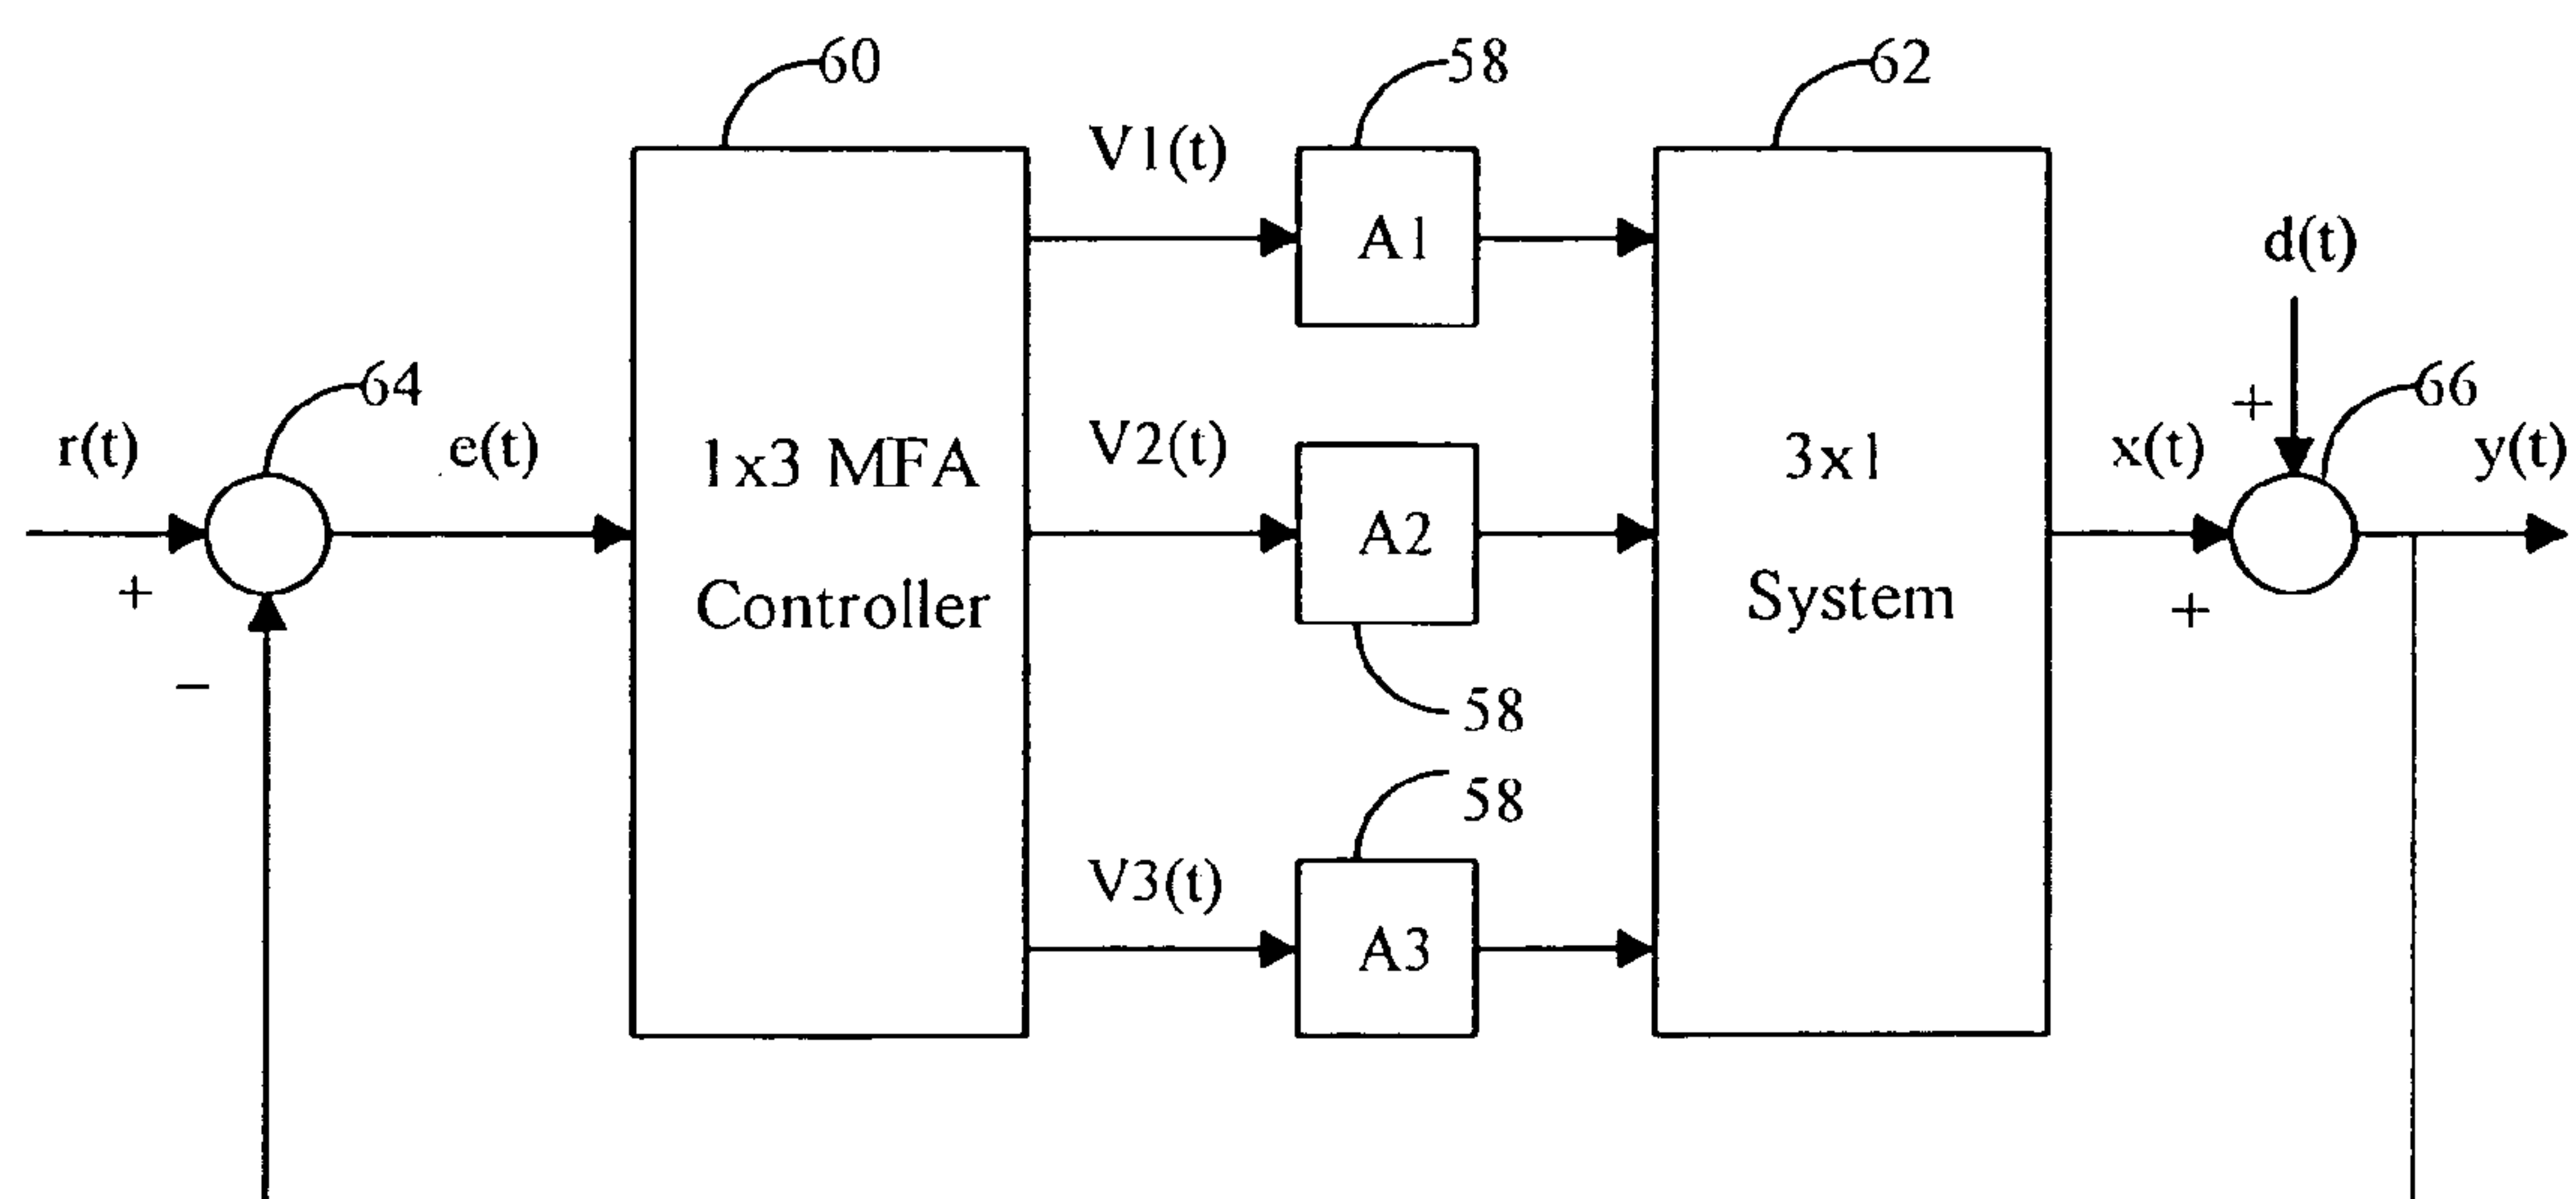 60
58
62
V1(t)
A1
d(t)
64
66
+
r(t)
e(t)
1x3 MFA
Controller
V2(t)
A2
3x1
System
x(t)
y(t)
+
+
−
58
58
V3(t)
A3